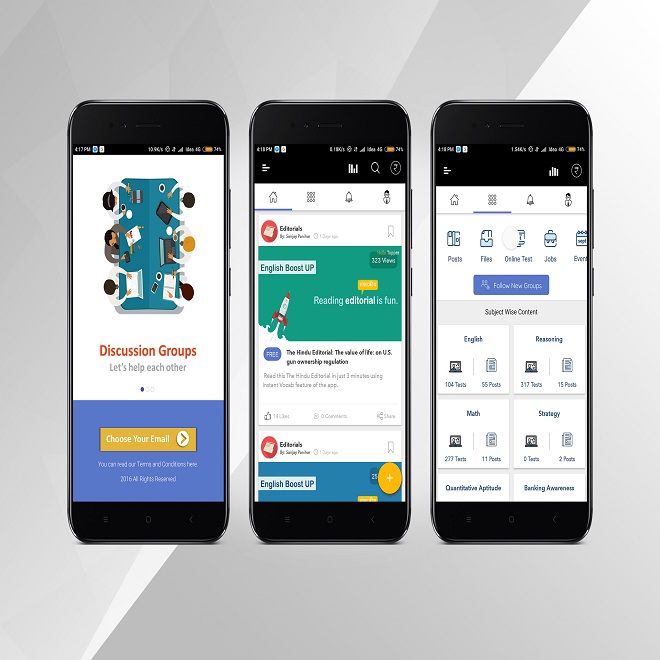 4:17 PM
10.9K/s
Idea 4G
74%
Discussion Groups
Let's help each other
Choose Your Email
You can read our Terms and Conditions here.
2016 All Rights Reserved
4:18 PM
0.18K/s
Idea 4G
74%
Editorials
By: Sanjay Panihar
1 Days ago
Topper
323 Views
English Boost UP
Reading editorial is fun.
FREE
The Hindu Editorial: The value of life: on U.S.
gun ownership regulation
Read this The Hindu Editorial in just 3 minutes using
Instant Vocab feature of the app.
14 Likes
0 Comments
Share
Editorials
By: Sanjay Panihar
1 Days ago
English Boost UP
25
+
4:18 PM
1.54K/s
Idea 4G
74%
Posts
Files
Online Test
Jobs
Event
Follow New Groups
Subject Wise Content
English
Reasoning
104 Tests
55 Posts
317 Tests
15 Posts
Math
Strategy
277 Tests
11 Posts
0 Tests
2 Posts
Quantitative Aptitude
Banking Awareness